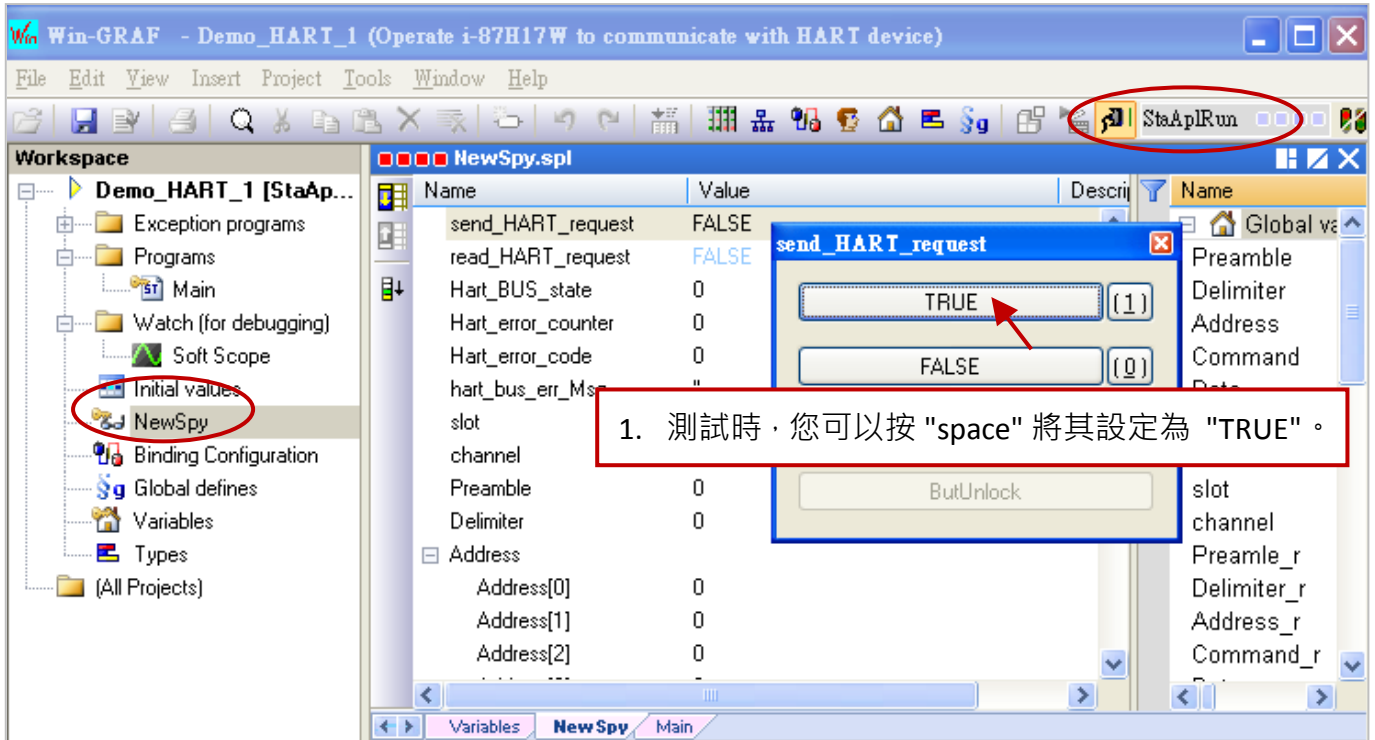 Win-GRAF - Demo_HART_1 (Operate i-87H17W to communicate with HART device)
File Edit View Insert Project Tools Window Help
StaAplRun
Workspace
Demo_HART_1 [StaAp...
Exception programs
Programs
Main
Watch (for debugging)
Soft Scope
Initial values
NewSpy
Binding Configuration
Global defines
Variables
Types
(All Projects)
NewSpy.spl
Name Value Descrip
send_HART_request FALSE
read_HART_request FALSE
Hart_BUS_state 0
Hart_error_counter 0
Hart_error_code 0
hart_bus_err_Msg ''
slot
channel
Preamble 0
Delimiter 0
Address
Address[0] 0
Address[1] 0
Address[2] 0
Variables NewSpy Main
send_HART_request
TRUE (1)
FALSE (0)
ButUnlock
1. 測試時，您可以按 "space" 將其設定為 "TRUE"。
Name
Global va
Preamble
Delimiter
Address
Command
slot
channel
Preamle_r
Delimiter_r
Address_r
Command_r